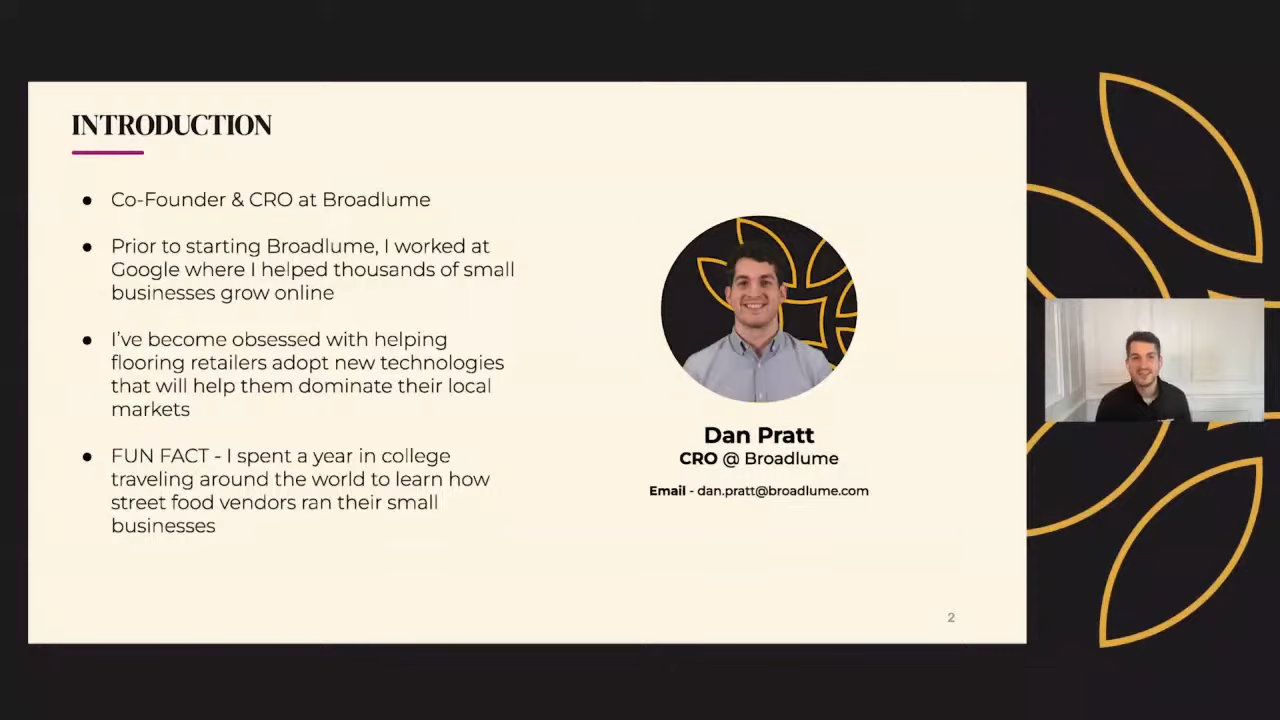 INTRODUCTION
● Co-Founder & CRO at Broadlume
● Prior to starting Broadlume, I worked at
Google where I helped thousands of small
businesses grow online
● I’ve become obsessed with helping
flooring retailers adopt new technologies
that will help them dominate their local
markets
● FUN FACT - I spent a year in college
traveling around the world to learn how
street food vendors ran their small
businesses
Dan Pratt
CRO @ Broadlume
Email - dan.pratt@broadlume.com
2